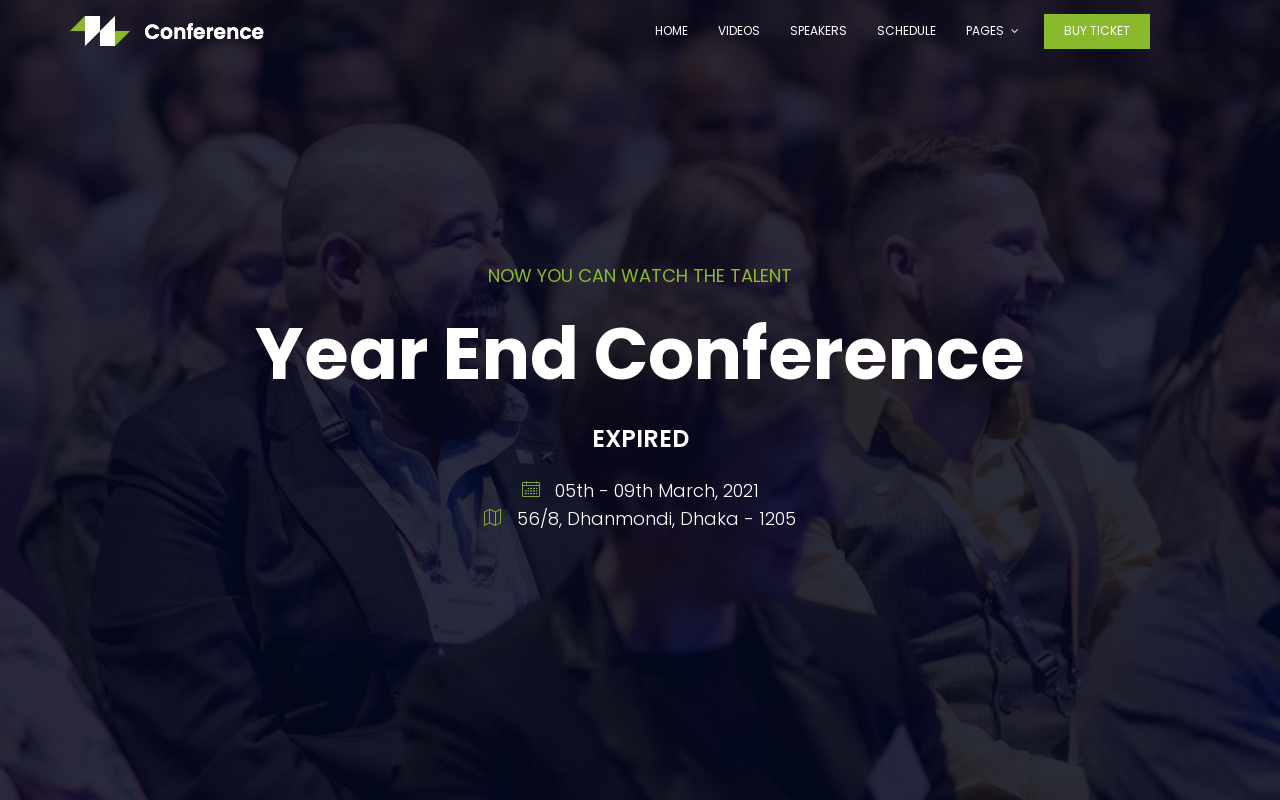 Conference
HOME VIDEOS SPEAKERS SCHEDULE PAGES BUY TICKET
NOW YOU CAN WATCH THE TALENT
Year End Conference
EXPIRED
05th - 09th March, 2021
56/8, Dhanmondi, Dhaka - 1205